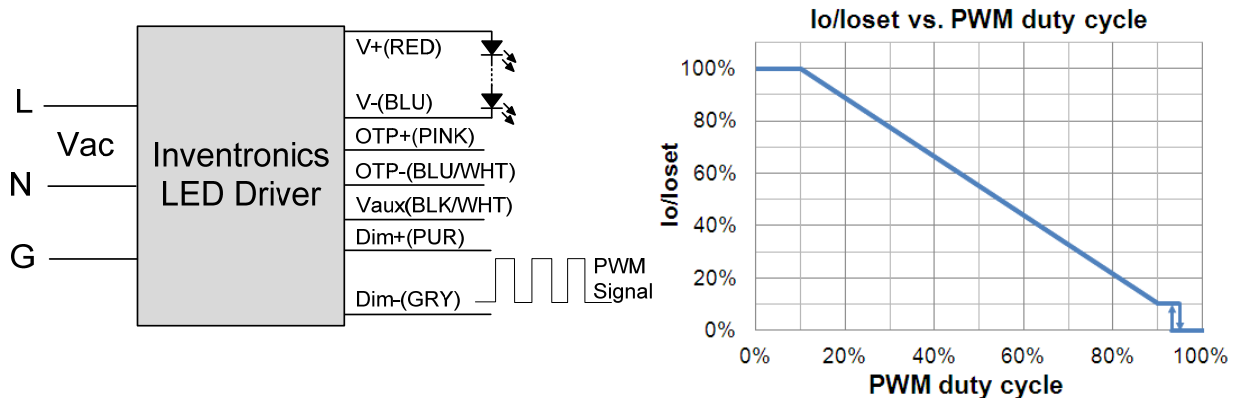 L
Vac
N
G
Inventronics
LED Driver
V+(RED)
V-(BLU)
OTP+(PINK)
OTP-(BLU/WHT)
Vaux(BLK/WHT)
Dim+(PUR)
Dim-(GRY)
PWM
Signal
Io/Ioset vs. PWM duty cycle
Io/Ioset
100%
80%
60%
40%
20%
0%
0% 20% 40% 60% 80% 100%
PWM duty cycle